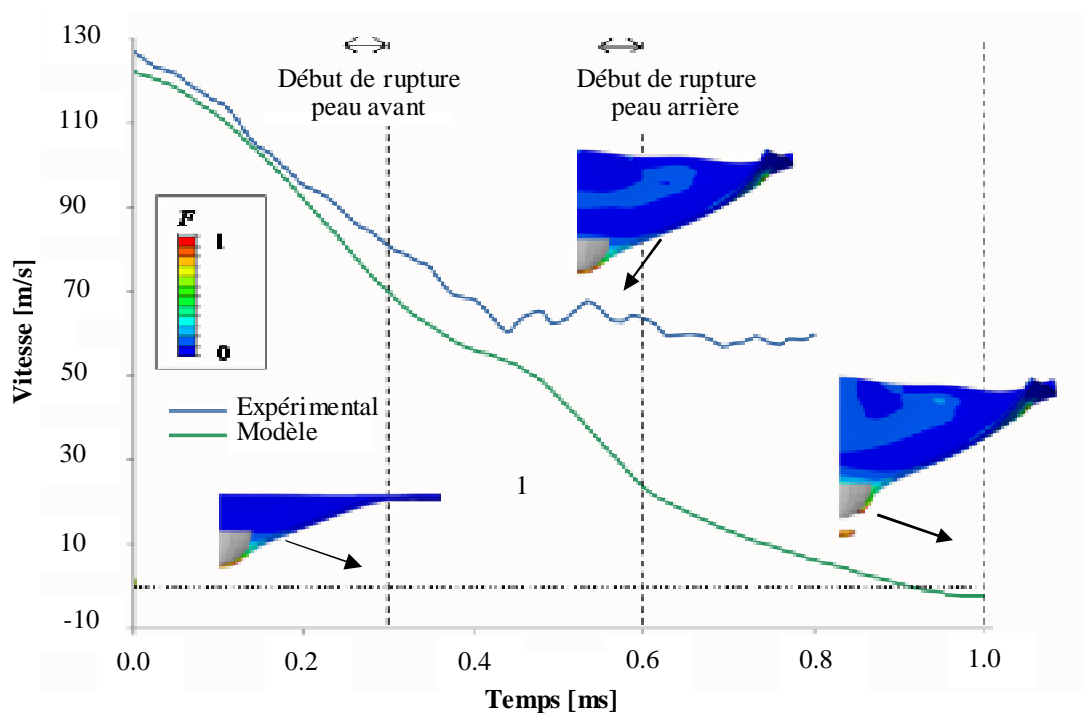 130
110
90
70
50
30
10
-10
Vitesse [m/s]
Début de rupture
peau avant
Début de rupture
peau arrière
F
1
0
Expérimental
Modèle
1
0.0
0.2
0.4
0.6
0.8
1.0
Temps [ms]